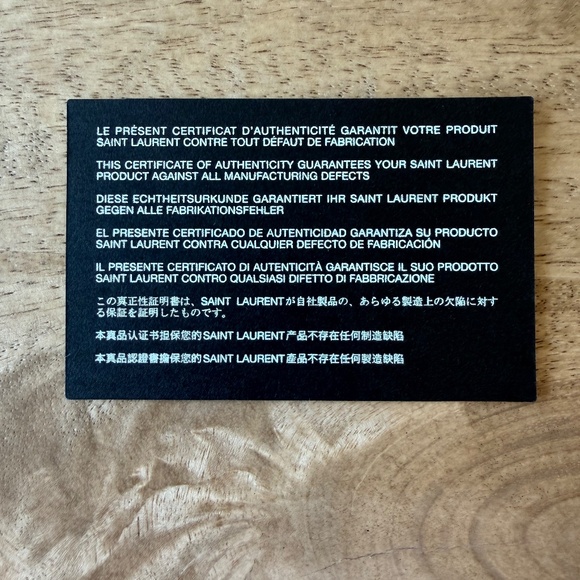 LE PRÉSENT CERTIFICAT D'AUTHENTICITÉ GARANTIT VOTRE PRODUIT
SAINT LAURENT CONTRE TOUT DÉFAUT DE FABRICATION
THIS CERTIFICATE OF AUTHENTICITY GUARANTEES YOUR SAINT LAURENT
PRODUCT AGAINST ALL MANUFACTURING DEFECTS
DIESE ECHTHEITSURKUNDE GARANTIERT IHR SAINT LAURENT PRODUKT
GEGEN ALLE FABRIKATIONSFEHLER
EL PRESENTE CERTIFICADO DE AUTENTICIDAD GARANTIZA SU PRODUCTO
SAINT LAURENT CONTRA CUALQUIER DEFECTO DE FABRICACIÓN
IL PRESENTE CERTIFICATO DI AUTENTICITÀ GARANTISCE IL SUO PRODOTTO
SAINT LAURENT CONTRO QUALSIASI DIFETTO DI FABBRICAZIONE
この真正性証明書は、SAINT LAURENTが自社製品の、あらゆる製造上の欠陥に対す
る保証を証明したものです。
本真品认证书担保您的SAINT LAURENT产品不存在任何制造缺陷
本真品認證書擔保您的SAINT LAURENT產品不存在任何製造缺陷